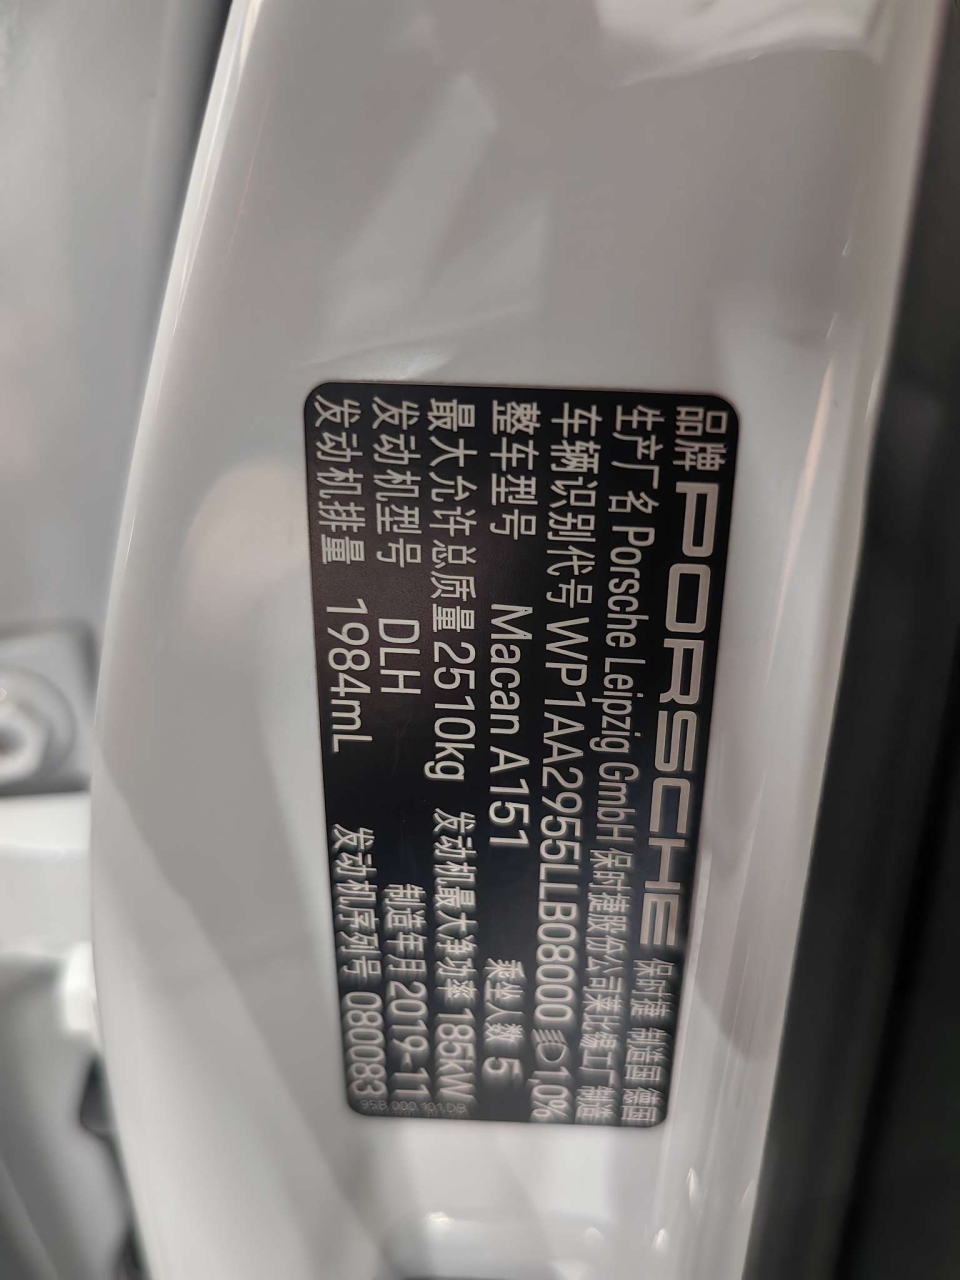 品牌 PORSCHE 保时捷 制造国 德国
生产厂名 Porsche Leipzig GmbH 保时捷股份公司莱比锡工厂 制造
车辆识别代号 WP1AA2955LLB08000 1,0%
整车型号 Macan A151 乘坐人数 5
最大允许总质量 2510kg 发动机最大净功率 185kW
发动机型号 DLH 制造年月 2019-11
发动机排量 1984mL 发动机序列号 080083
95B.000.101.DB